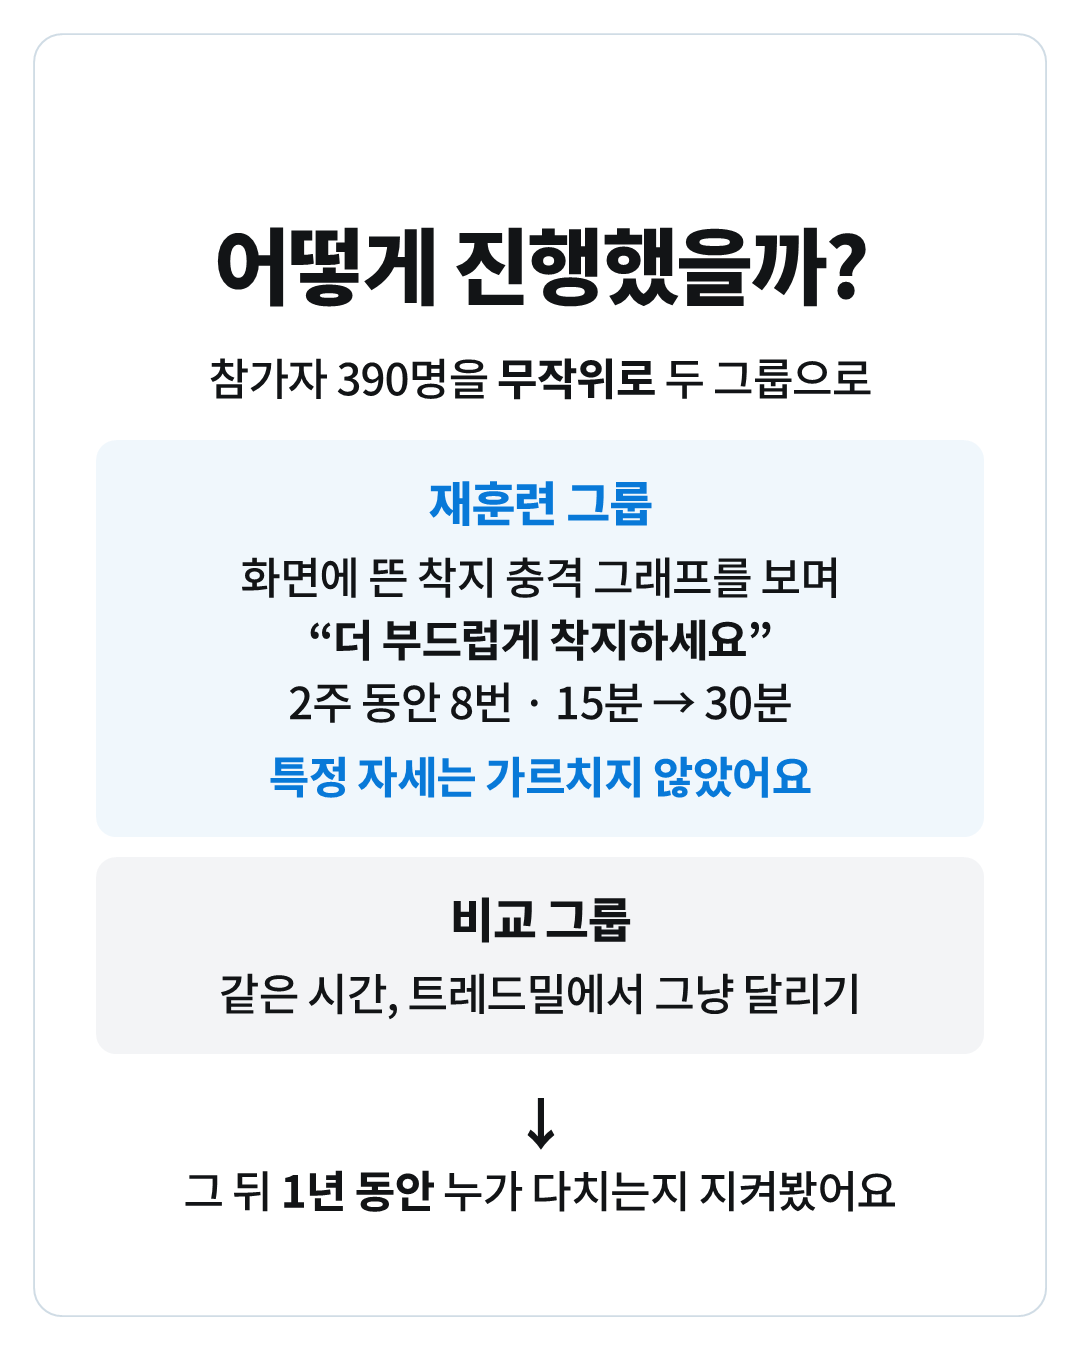 어떻게 진행했을까?
참가자 390명을 무작위로 두 그룹으로
재훈련 그룹
화면에 뜬 착지 충격 그래프를 보며
“더 부드럽게 착지하세요”
2주 동안 8번 · 15분 → 30분
특정 자세는 가르치지 않았어요
비교 그룹
같은 시간, 트레드밀에서 그냥 달리기
↓
그 뒤 1년 동안 누가 다치는지 지켜봤어요